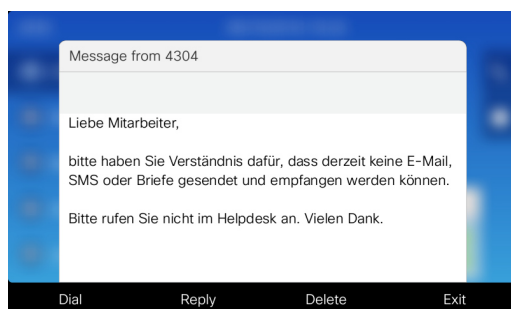 Message from 4304
Liebe Mitarbeiter,
bitte haben Sie Verständnis dafür, dass derzeit keine E-Mail,
SMS oder Briefe gesendet und empfangen werden können.
Bitte rufen Sie nicht im Helpdesk an. Vielen Dank.
Dial Reply Delete Exit